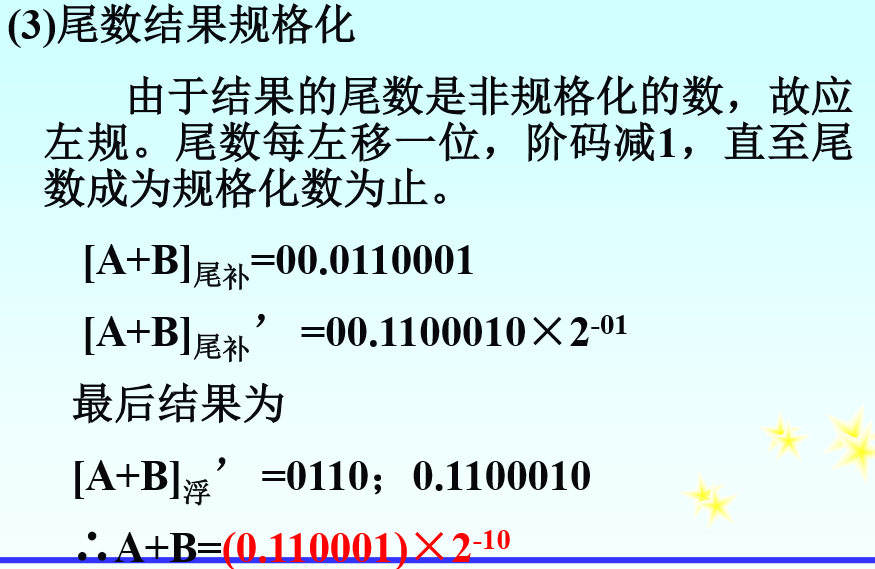 (3)尾数结果规格化
由于结果的尾数是非规格化的数，故应
左规。尾数每左移一位，阶码减1，直至尾
数成为规格化数为止。
[A+B]尾补=00.0110001
[A+B]尾补’ =00.1100010×2-01
最后结果为
[A+B]浮’ =0110；0.1100010
∴A+B=(0.110001)×2-10